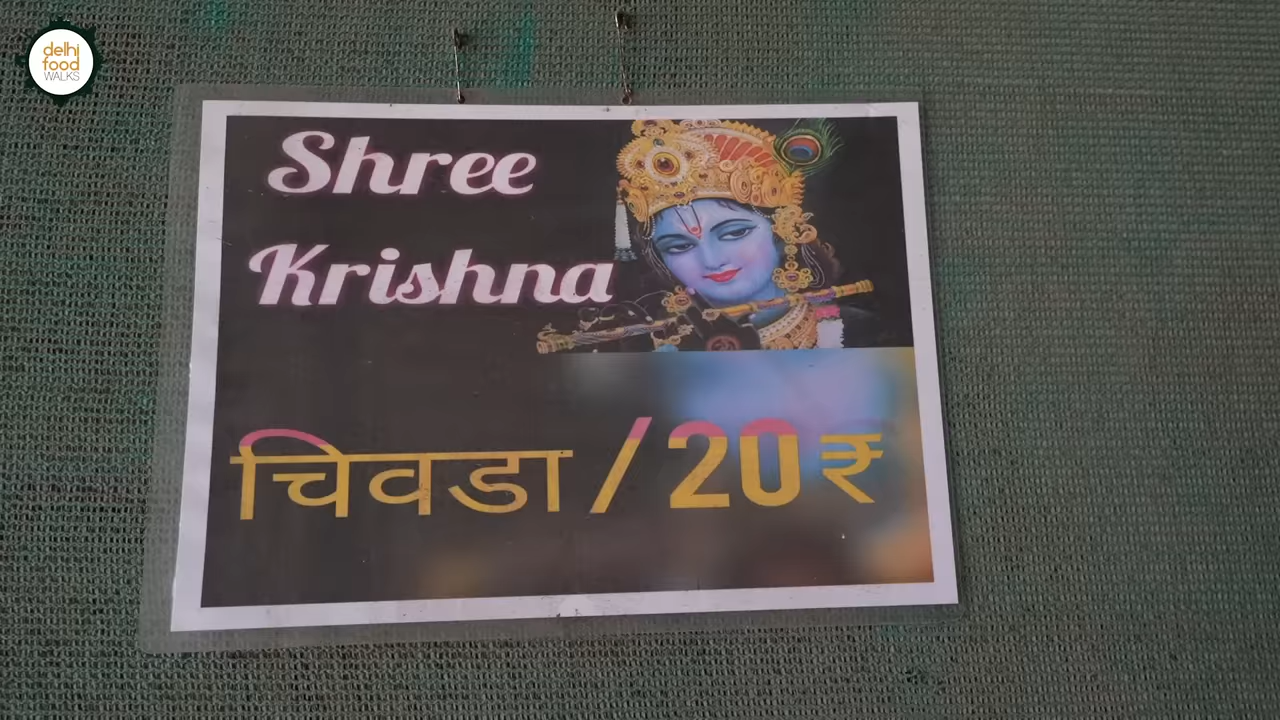 delhi
food
WALKS
Shree
Krishna
चिवडा / 20 ₹